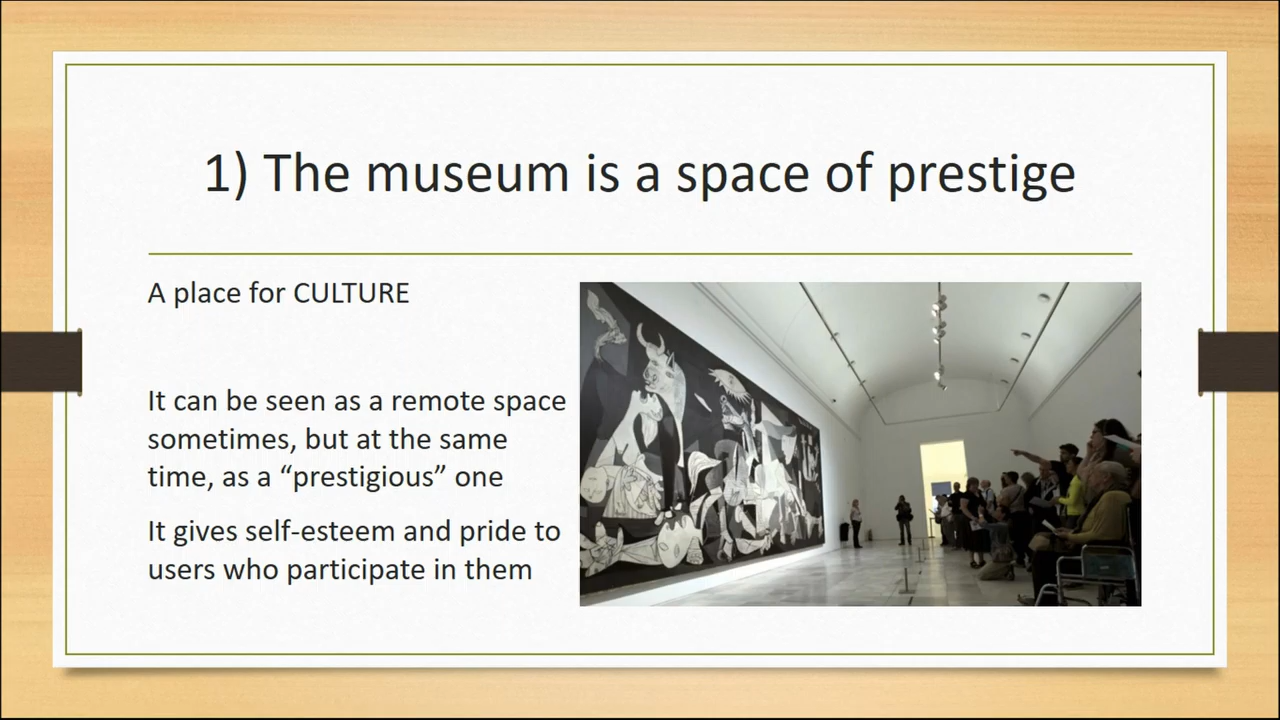 1) The museum is a space of prestige
A place for CULTURE
It can be seen as a remote space
sometimes, but at the same
time, as a “prestigious” one
It gives self-esteem and pride to
users who participate in them